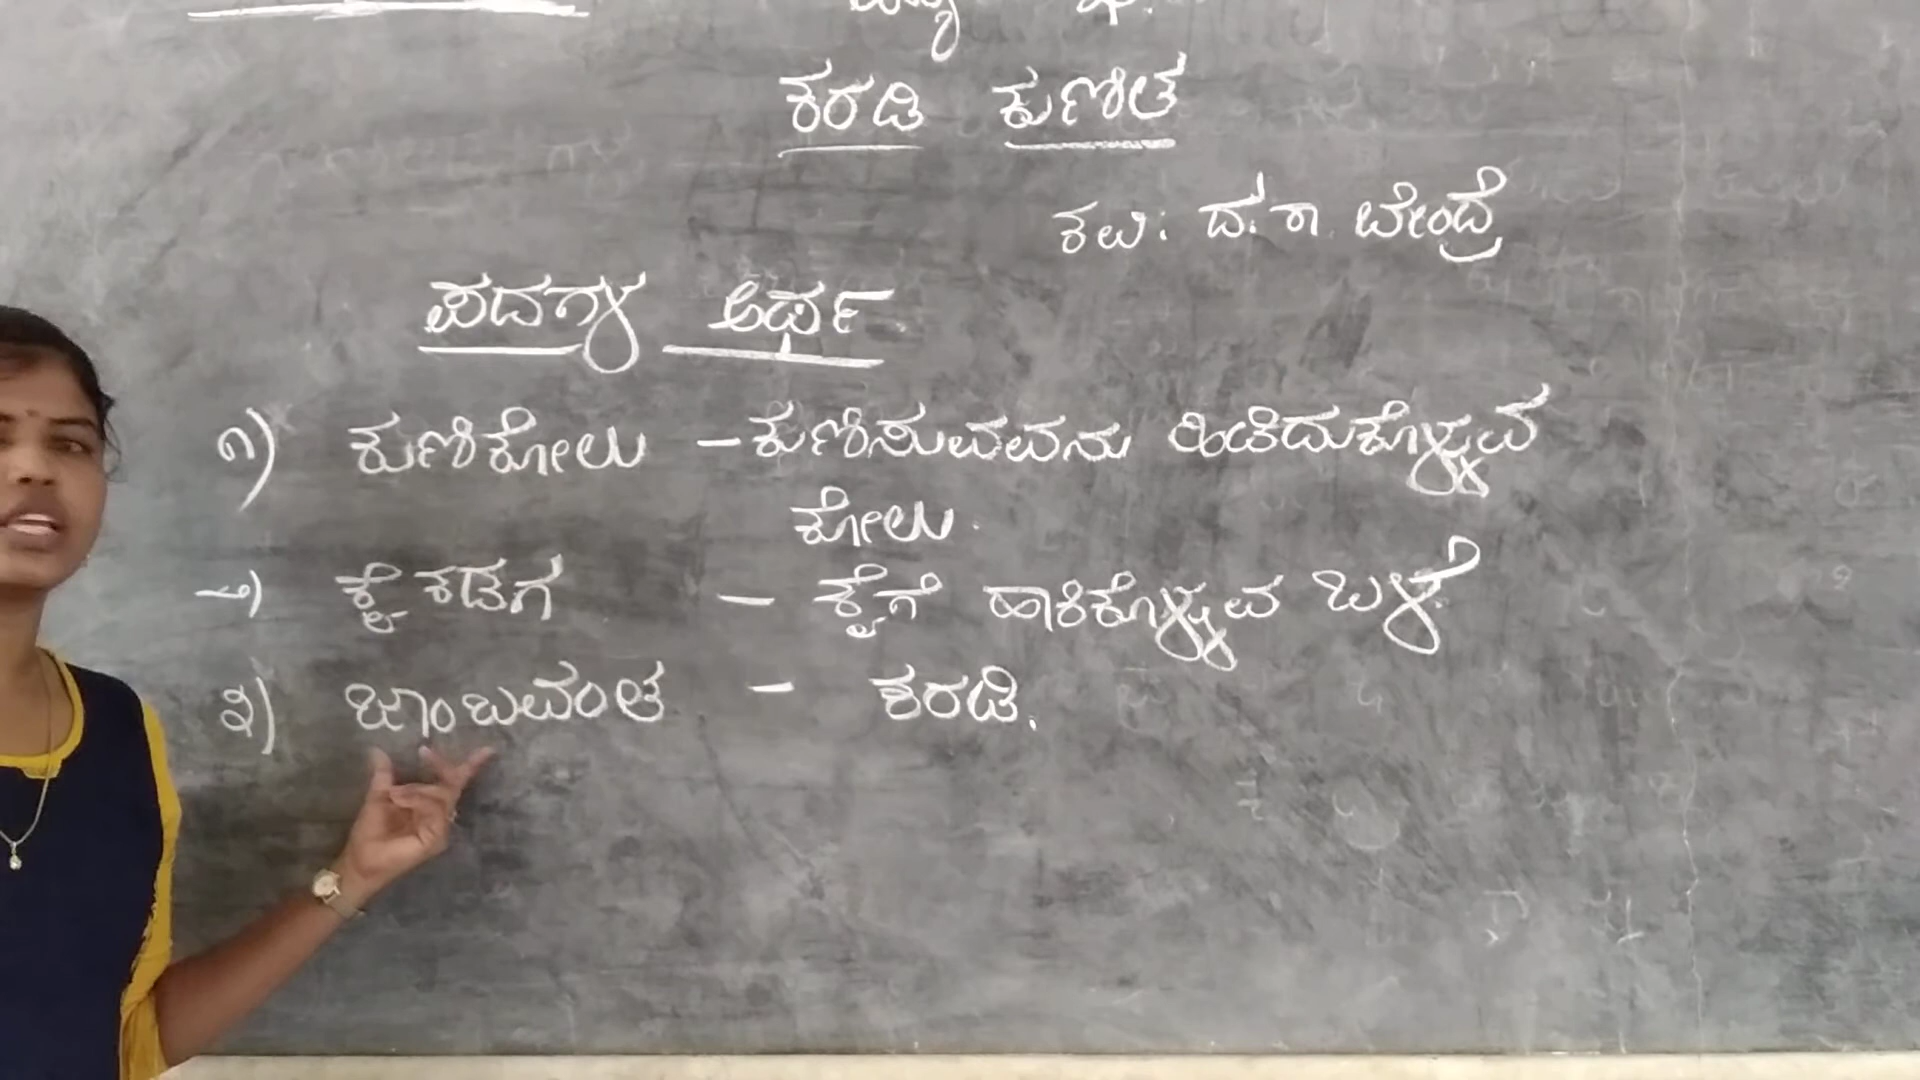 ಕರಡಿ ಕುಣಿತ
ಕವಿ: ದ.ರಾ. ಬೇಂದ್ರೆ
ಪದಗಳ ಅರ್ಥ
೧) ಕುಣಿಕೋಲು - ಕುಣಿಸುವವನು ಹಿಡಿದುಕೊಳ್ಳುವ
ಕೋಲು.
೨) ಕೈಕಡಗ - ಕೈಗೆ ಹಾಕಿಕೊಳ್ಳುವ ಬಳೆ
೩) ಜಾಂಬವಂತ - ಕರಡಿ.